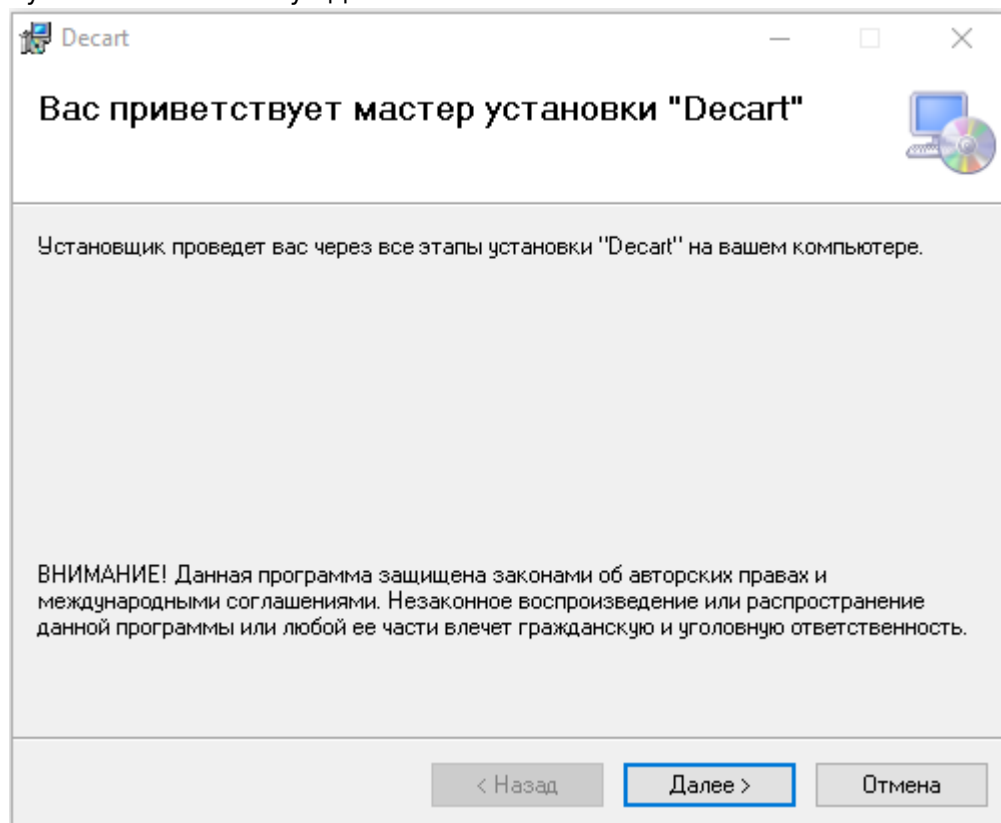 Decart
Вас приветствует мастер установки "Decart"
Установщик проведет вас через все этапы установки "Decart" на вашем компьютере.
ВНИМАНИЕ! Данная программа защищена законами об авторских правах и
международными соглашениями. Незаконное воспроизведение или распространение
данной программы или любой ее части влечет гражданскую и уголовную ответственность.
< Назад
Далее >
Отмена